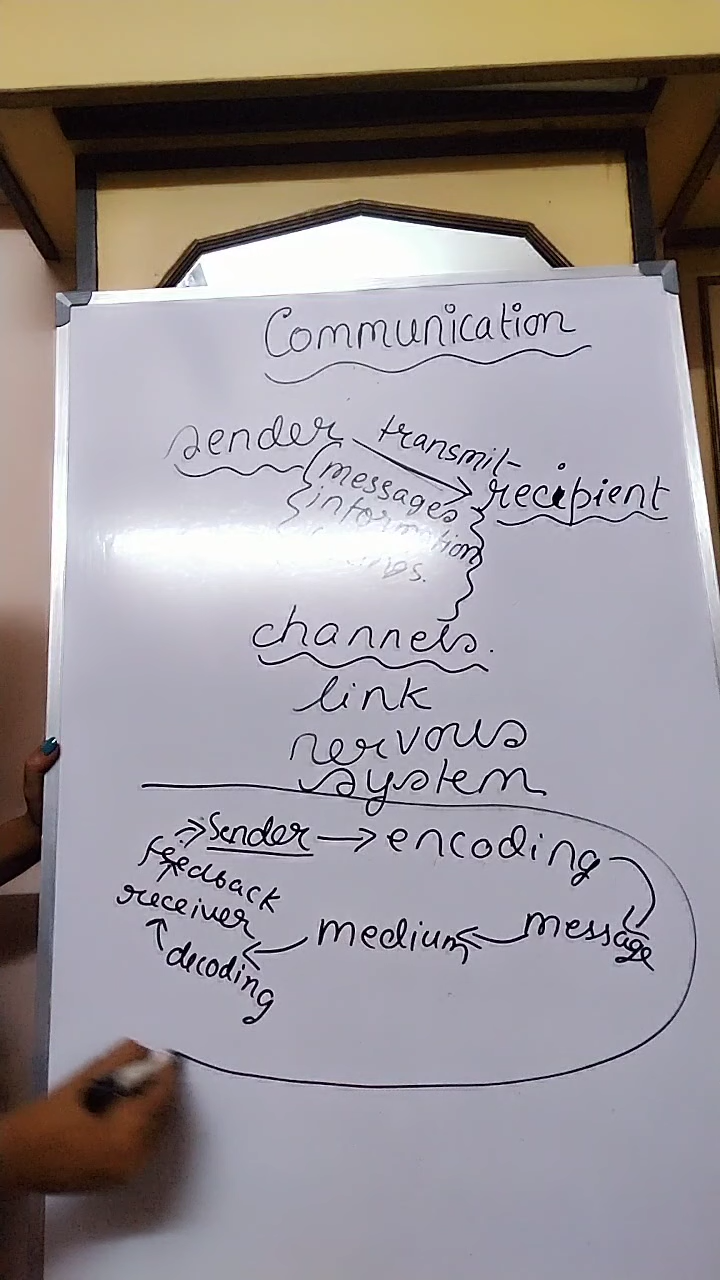 Communication
sender transmit recipient
messages
information
channels.
link
nervous
system
Sender → encoding
feedback
receiver medium message
decoding